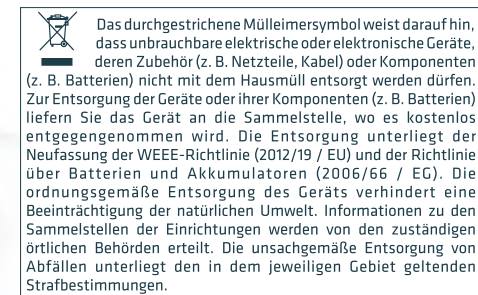 Das durchgestrichene Mülleimersymbol weist darauf hin,
dass unbrauchbare elektrische oder elektronische Geräte,
deren Zubehör (z. B. Netzteile, Kabel) oder Komponenten
(z. B. Batterien) nicht mit dem Hausmüll entsorgt werden dürfen.
Zur Entsorgung der Geräte oder ihrer Komponenten (z. B. Batterien)
liefern Sie das Gerät an die Sammelstelle, wo es kostenlos
entgegengenommen wird. Die Entsorgung unterliegt der
Neufassung der WEEE-Richtlinie (2012/19 / EU) und der Richtlinie
über Batterien und Akkumulatoren (2006/66 / EG). Die
ordnungsgemäße Entsorgung des Geräts verhindert eine
Beeinträchtigung der natürlichen Umwelt. Informationen zu den
Sammelstellen der Einrichtungen werden von den zuständigen
örtlichen Behörden erteilt. Die unsachgemäße Entsorgung von
Abfällen unterliegt den in dem jeweiligen Gebiet geltenden
Strafbestimmungen.